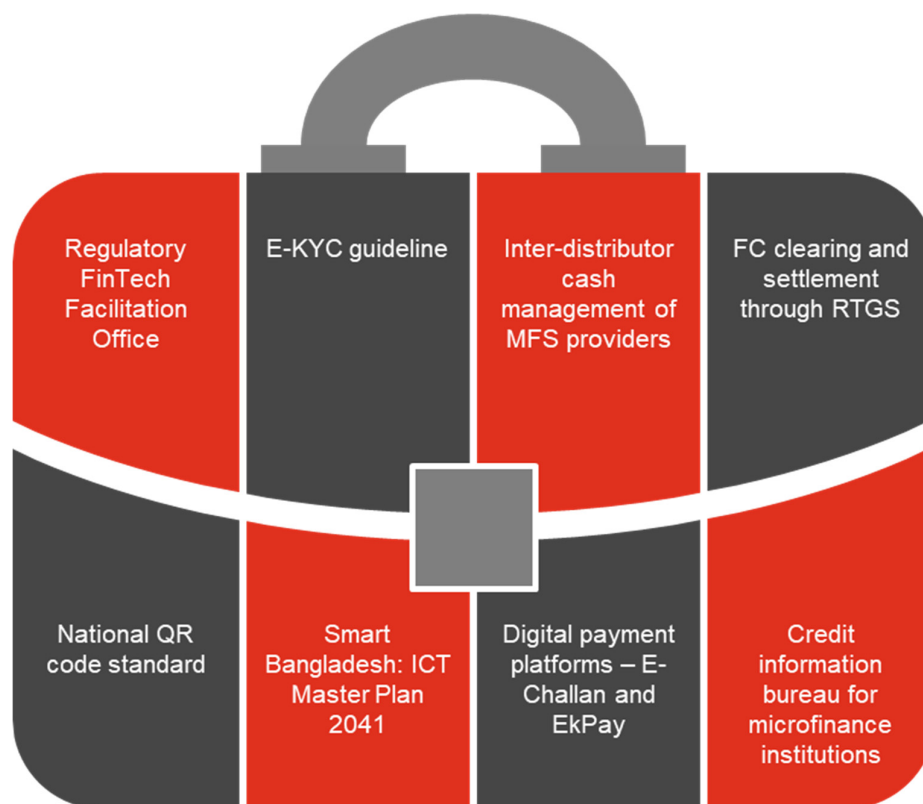 Regulatory
FinTech
Facilitation
Office
E-KYC guideline
Inter-distributor
cash
management of
MFS providers
FC clearing and
settlement
through RTGS
National QR
code standard
Smart
Bangladesh: ICT
Master Plan
2041
Digital payment
platforms – E-
Challan and
EkPay
Credit
information
bureau for
microfinance
institutions